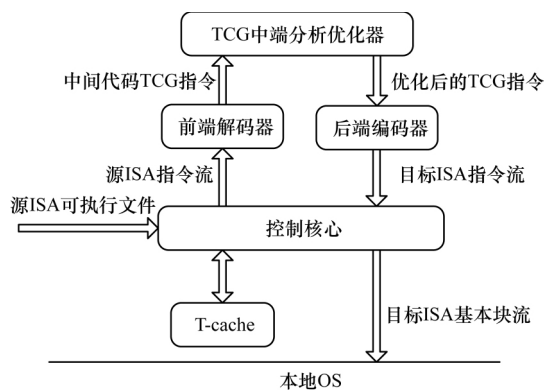 TCG中端分析优化器
中间代码TCG指令
优化后的TCG指令
前端解码器
后端编码器
源ISA指令流
目标ISA指令流
源ISA可执行文件
控制核心
T-cache
目标ISA基本块流
本地OS